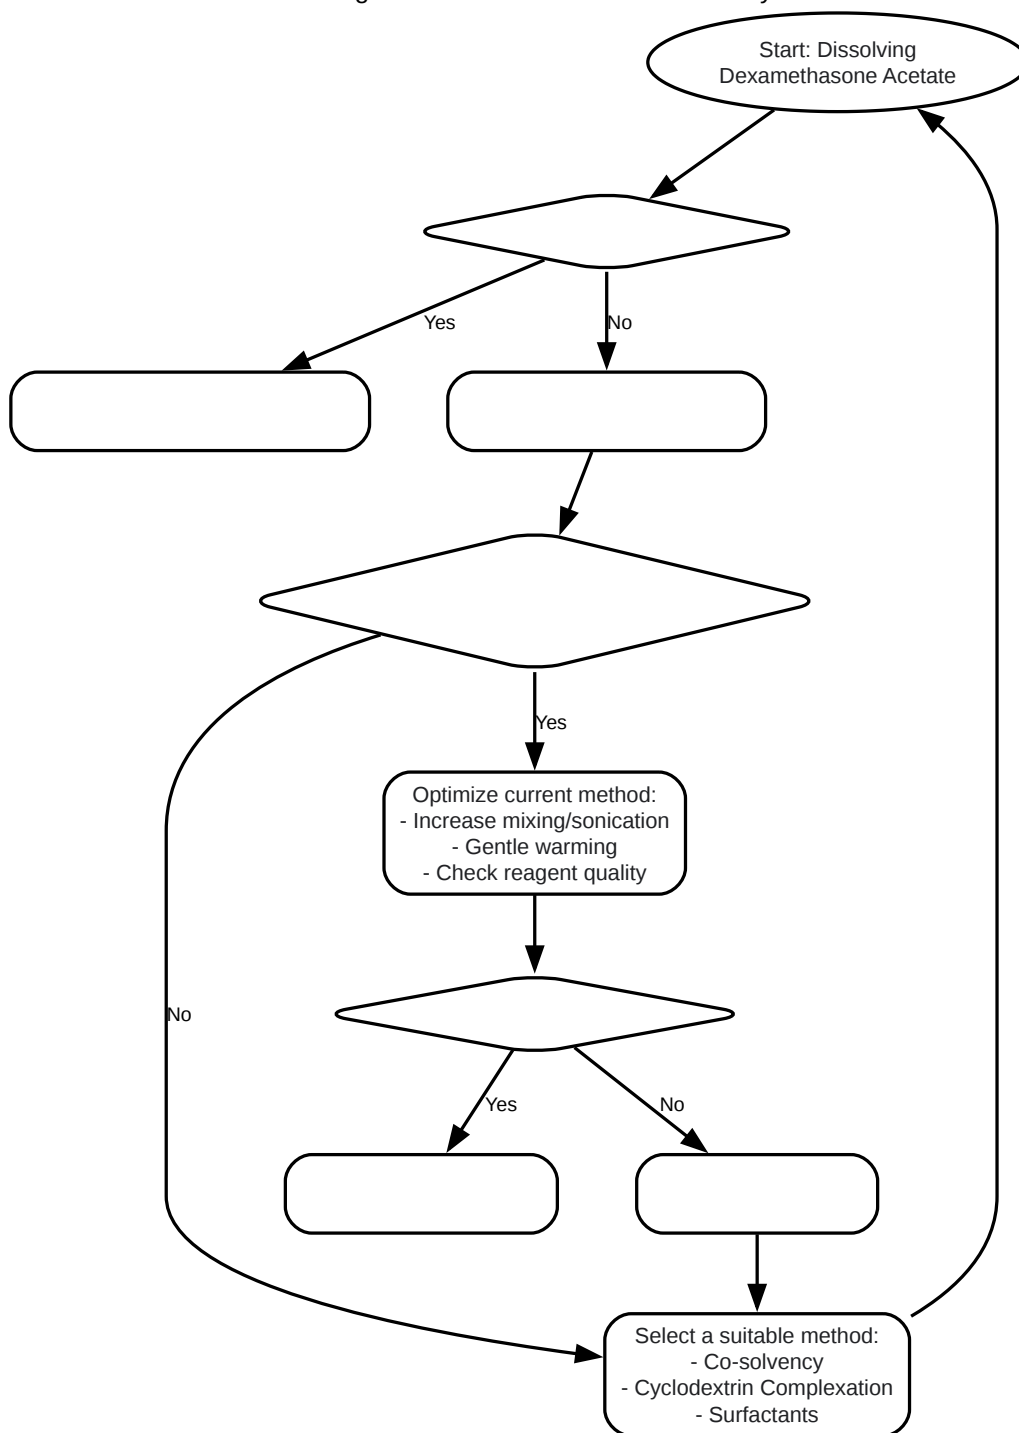 Start: Dissolving
Dexamethasone Acetate
Yes
No
Yes
Optimize current method:
- Increase mixing/sonication
- Gentle warming
- Check reagent quality
No
Yes
No
Select a suitable method:
- Co-solvency
- Cyclodextrin Complexation
- Surfactants